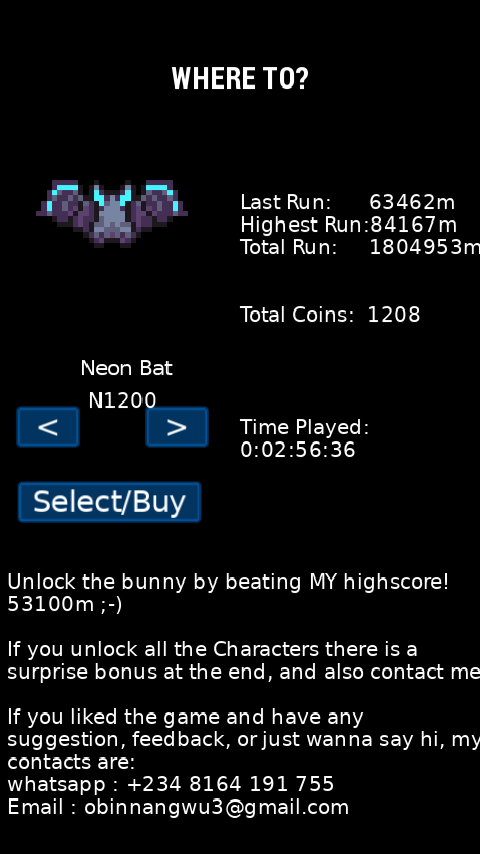 WHERE TO?
Last Run: 63462m
Highest Run:84167m
Total Run: 1804953m
Total Coins: 1208
Neon Bat
N1200
< >
Time Played:
0:02:56:36
Select/Buy
Unlock the bunny by beating MY highscore!
53100m ;-)
If you unlock all the Characters there is a
surprise bonus at the end, and also contact me
If you liked the game and have any
suggestion, feedback, or just wanna say hi, my
contacts are:
whatsapp : +234 8164 191 755
Email : obinnangwu3@gmail.com